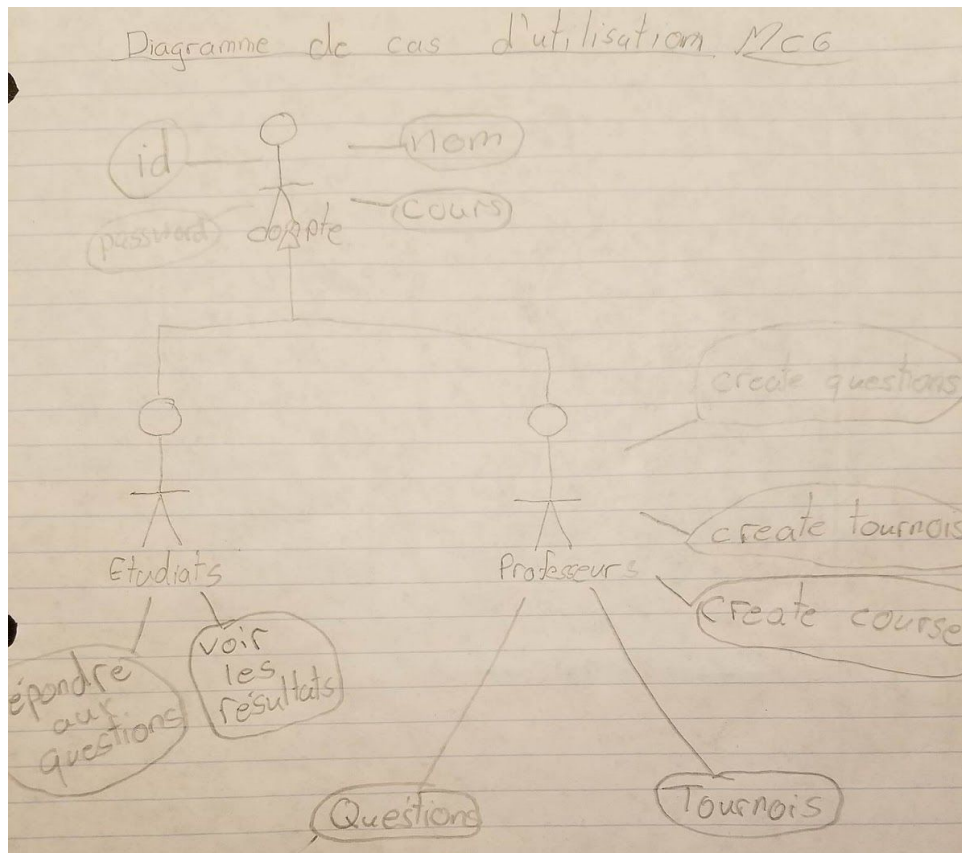 Diagramme de cas d'utilisation MCG
id
nom
password
cours
compte
create questions
create tournois
Etudiats
Professeurs
create course
voir
les
résultats
épondre
aux
questions
Questions
Tournois